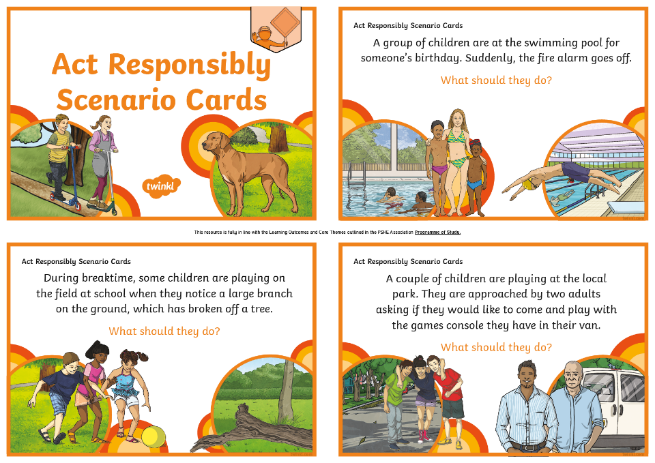 Act Responsibly
Scenario Cards
twinkl
Act Responsibly Scenario Cards
A group of children are at the swimming pool for
someone's birthday. Suddenly, the fire alarm goes off.
What should they do?
This resource is fully in line with the Learning Outcomes and Core Themes outlined in the PSHE Association Programme of Study.
Act Responsibly Scenario Cards
During breaktime, some children are playing on
the field at school when they notice a large branch
on the ground, which has broken off a tree.
What should they do?
Act Responsibly Scenario Cards
A couple of children are playing at the local
park. They are approached by two adults
asking if they would like to come and play with
the games console they have in their van.
What should they do?